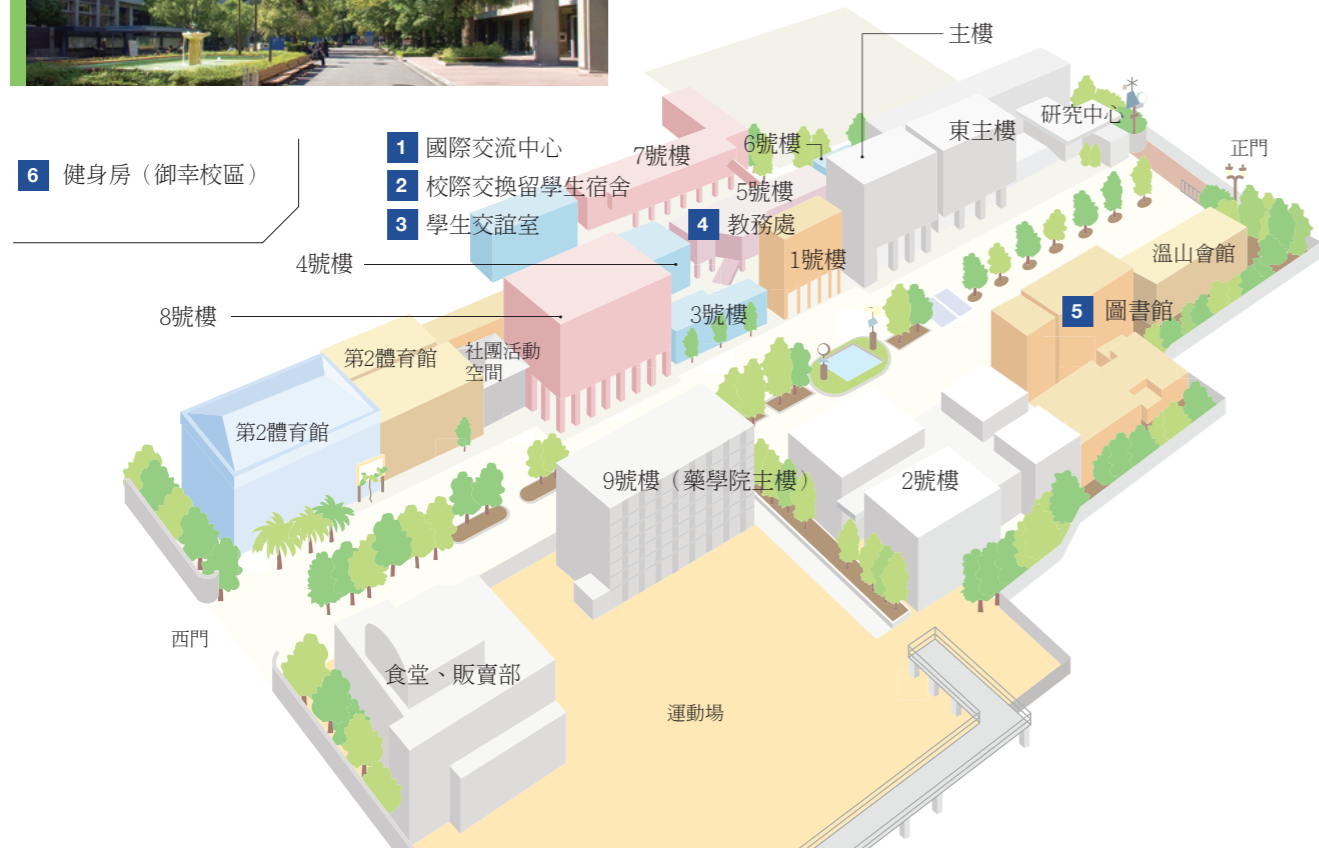 主樓
東主樓
研究中心
正門
6號樓
7號樓
1 國際交流中心
2 校際交換留學生宿舍
3 學生交誼室
6 健身房（御幸校區）
5號樓
4 教務處
1號樓
溫山會館
4號樓
5 圖書館
8號樓
3號樓
社團活動
空間
第2體育館
第2體育館
9號樓（藥學院主樓）
2號樓
西門
食堂、販賣部
運動場